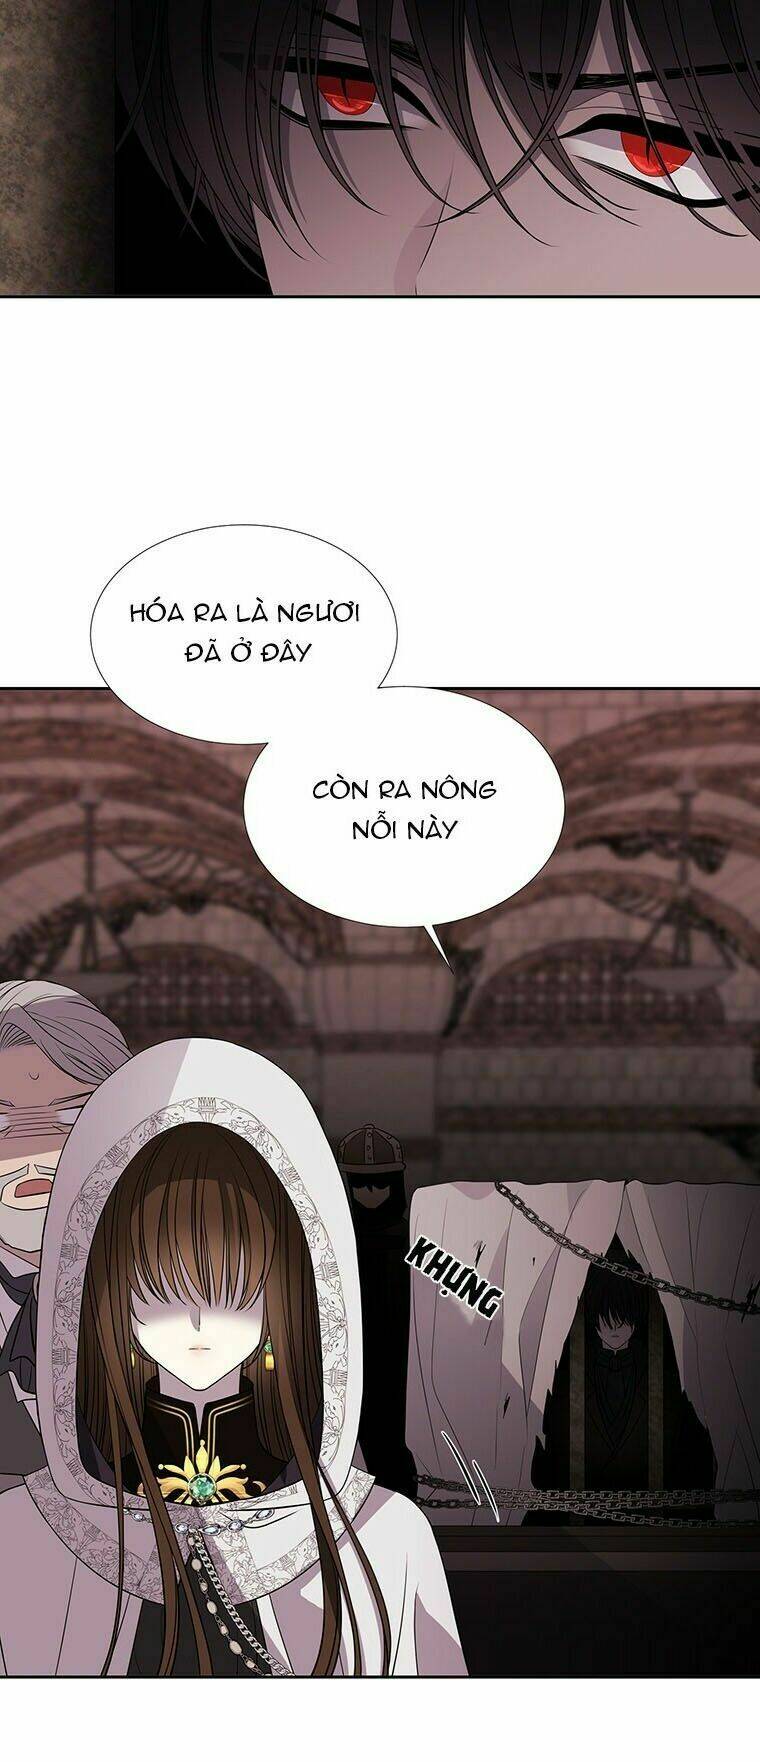 HÓA RA LÀ NGƯƠI
ĐÃ Ở ĐÂY
CÒN RA NÔNG
NỖI NÀY
KHỰNG